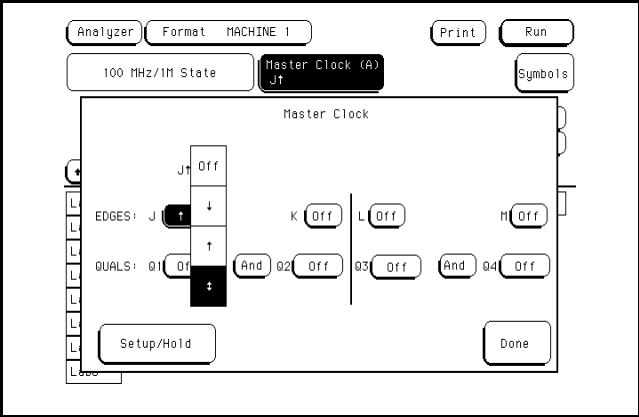 Analyzer Format MACHINE 1 Print Run
100 MHz/1M State Master Clock (A) Symbols
J↑
Master Clock
J↑ Off
↓
EDGES: J ↑ K Off L Off M Off
↑
QUALS: Q1 Of And Q2 Off Q3 Off And Q4 Off
↕
Setup/Hold Done